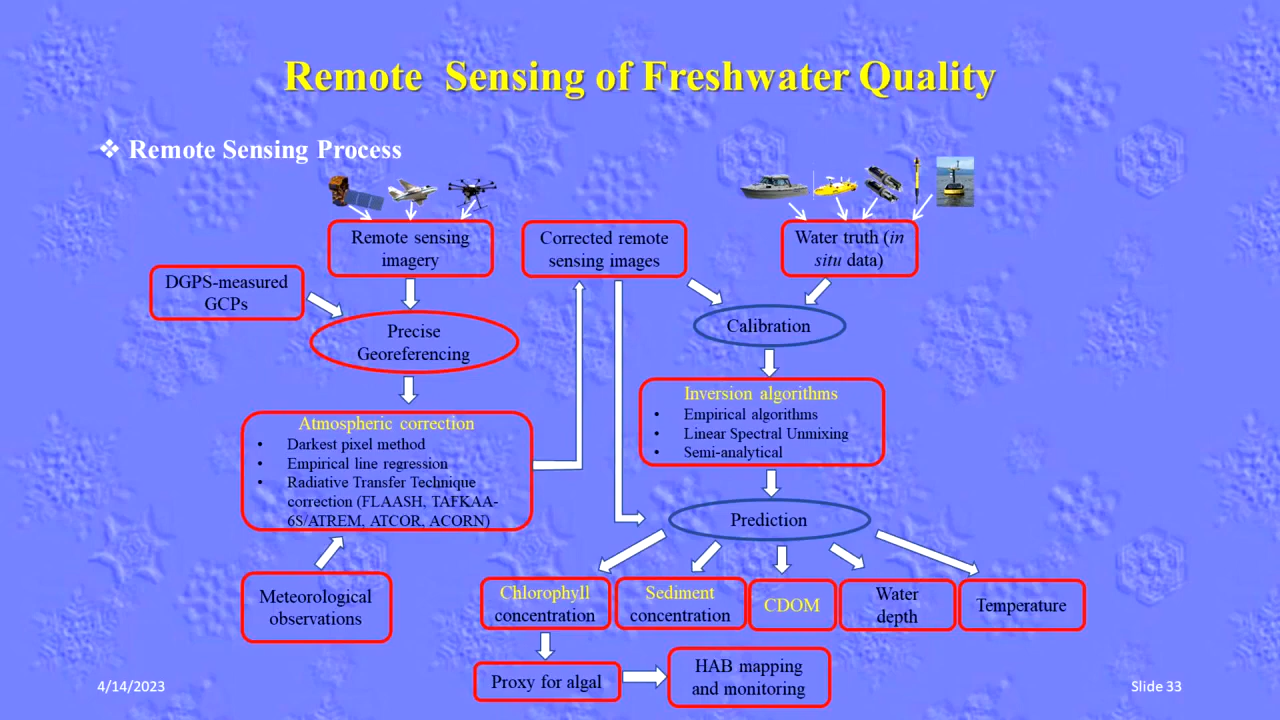 Remote Sensing of Freshwater Quality
❖ Remote Sensing Process
Remote sensing
imagery
Corrected remote
sensing images
Water truth (in
situ data)
DGPS-measured
GCPs
Precise
Georeferencing
Calibration
Atmospheric correction
• Darkest pixel method
• Empirical line regression
• Radiative Transfer Technique
correction (FLAASH, TAFKAA-
6S/ATREM, ATCOR, ACORN)
Inversion algorithms
• Empirical algorithms
• Linear Spectral Unmixing
• Semi-analytical
Prediction
Meteorological
observations
Chlorophyll
concentration
Sediment
concentration
CDOM
Water
depth
Temperature
Proxy for algal
HAB mapping
and monitoring
4/14/2023
Slide 33